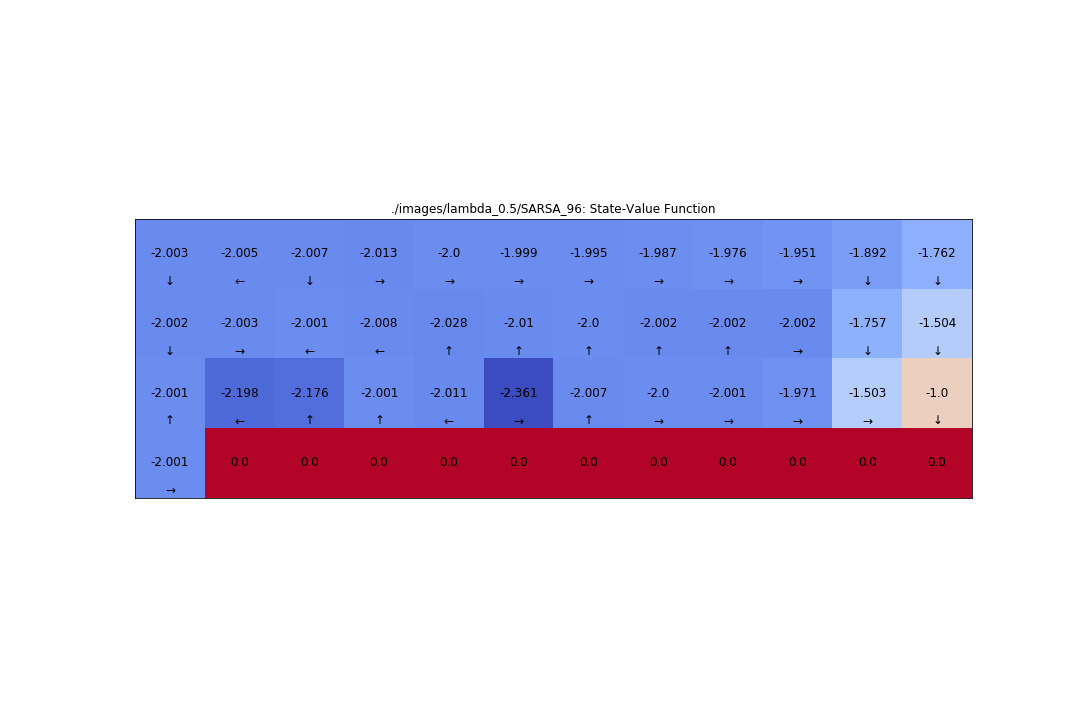 ./images/lambda_0.5/SARSA_96: State-Value Function
-2.003 -2.005 -2.007 -2.013 -2.0 -1.999 -1.995 -1.987 -1.976 -1.951 -1.892 -1.762
↓ ← ↓ → → → → → → → ↓ ↓
-2.002 -2.003 -2.001 -2.008 -2.028 -2.01 -2.0 -2.002 -2.002 -2.002 -1.757 -1.504
↓ → ← ← ↑ ↑ ↑ ↑ ↑ → ↓ ↓
-2.001 -2.198 -2.176 -2.001 -2.011 -2.361 -2.007 -2.0 -2.001 -1.971 -1.503 -1.0
↑ ← ↑ ↑ ← → ↑ → → → → ↓
-2.001 0.0 0.0 0.0 0.0 0.0 0.0 0.0 0.0 0.0 0.0 0.0
→